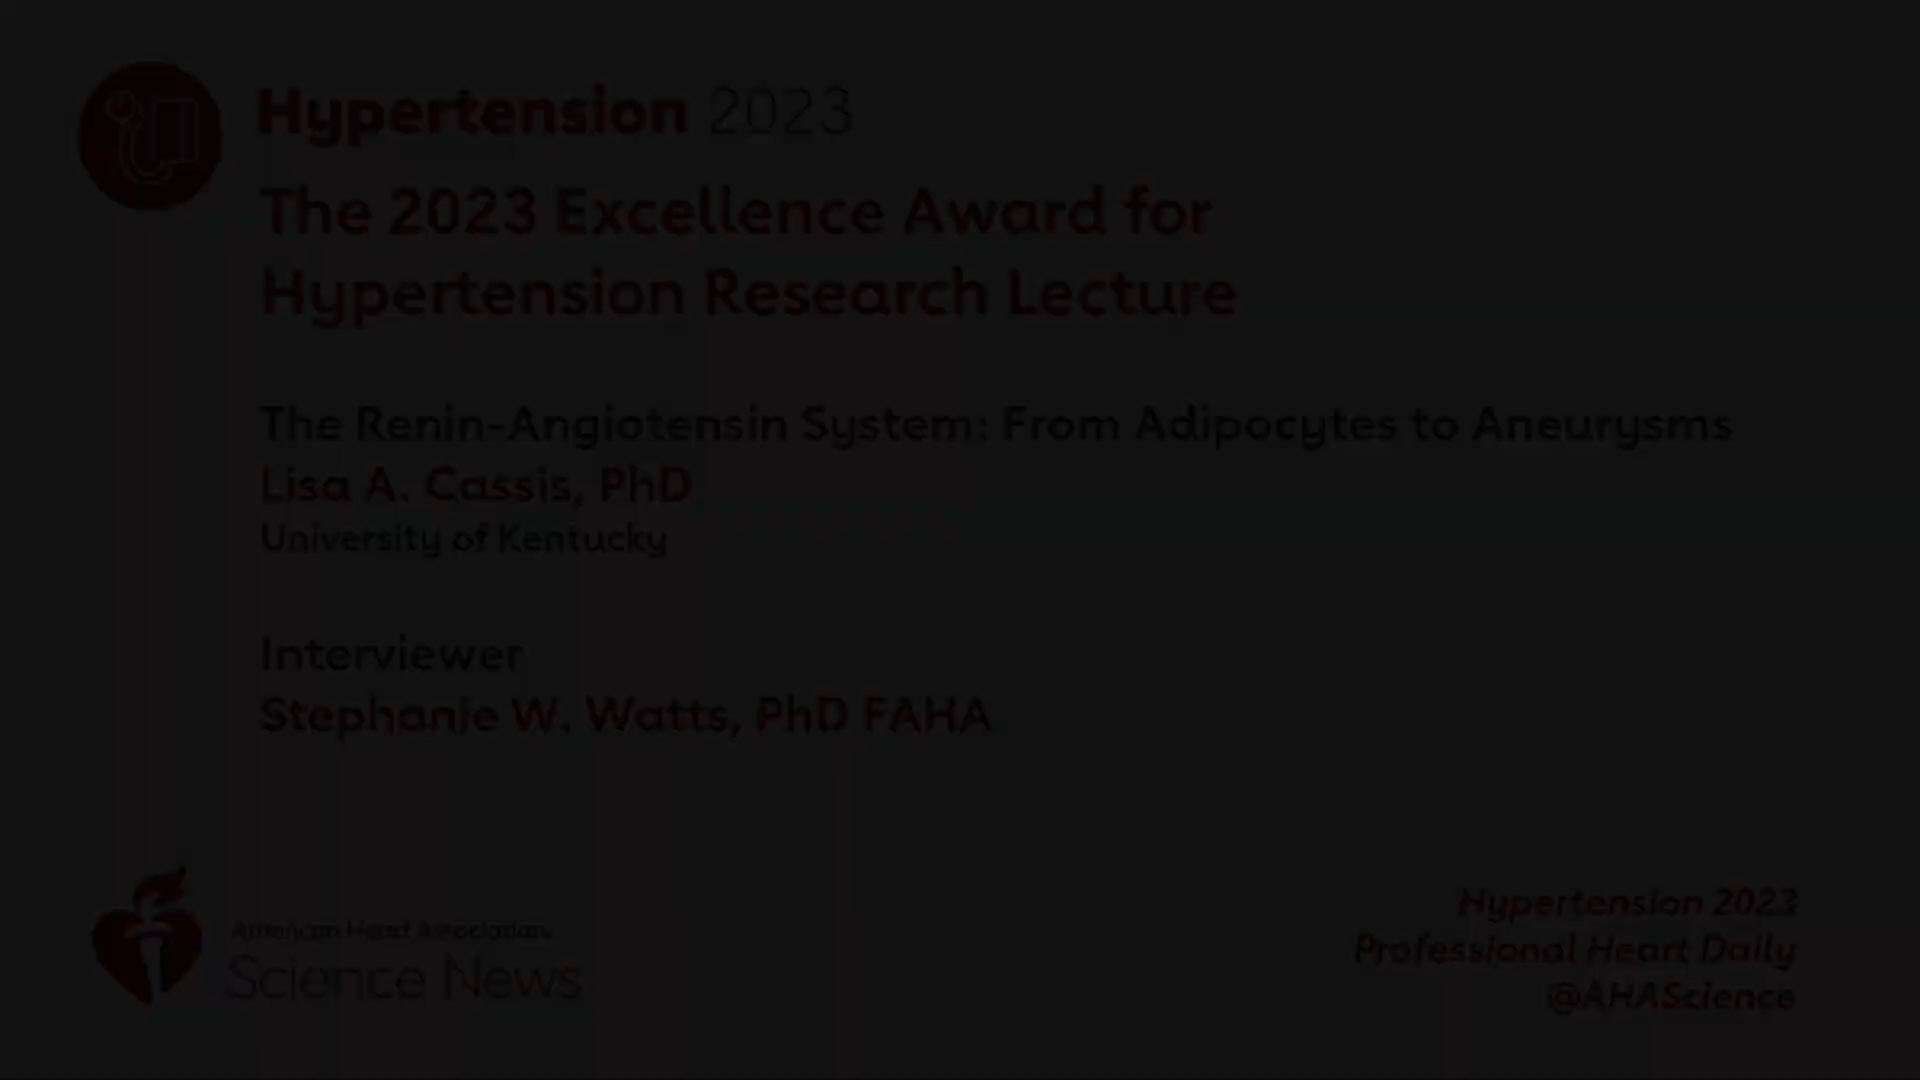 Hypertension 2023
The 2023 Excellence Award for
Hypertension Research Lecture
The Renin-Angiotensin System: From Adipocytes to Aneurysms
Lisa A. Cassis, PhD
University of Kentucky
Interviewer
Stephanie W. Watts, PhD FAHA
American Heart Association.
Science News
Hypertension 2023
Professional Heart Daily
@AHAScience